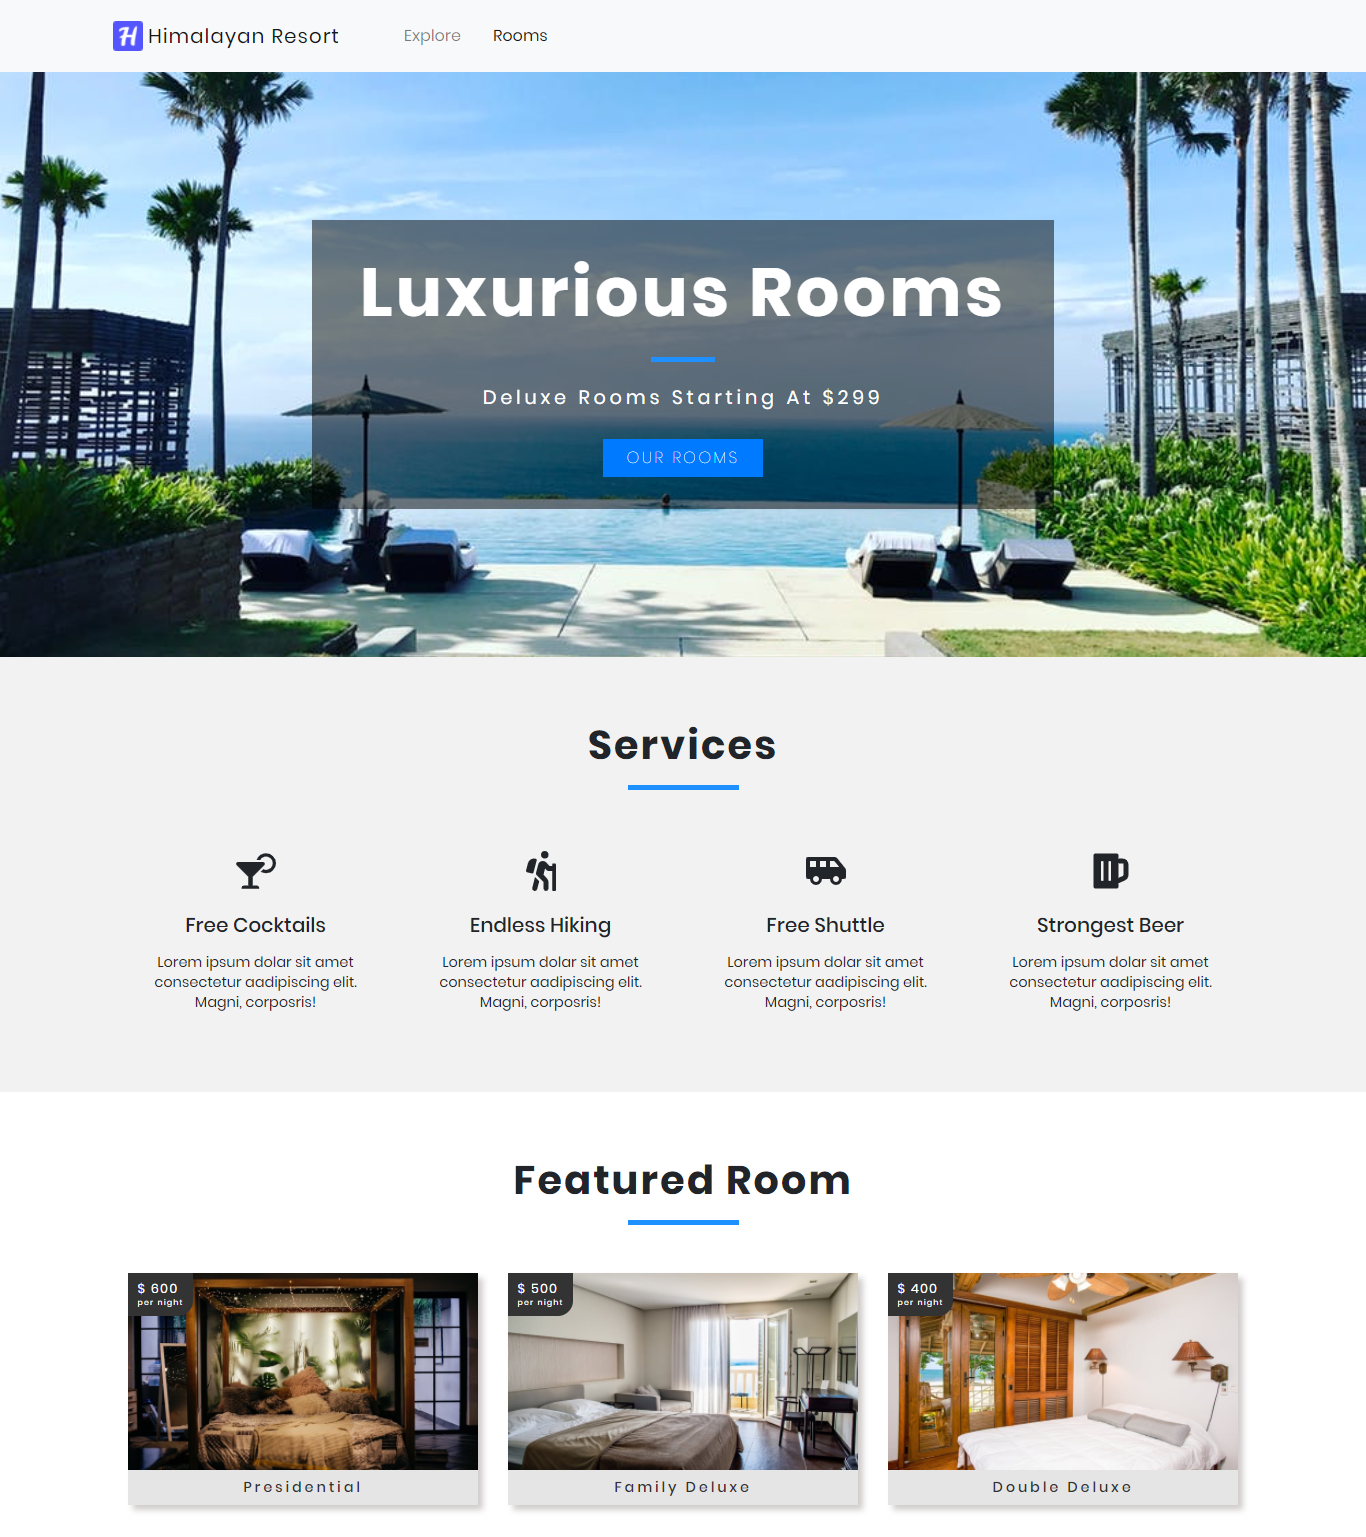 H Himalayan Resort Explore Rooms
Luxurious Rooms
Deluxe Rooms Starting At $299
OUR ROOMS
Services
Free Cocktails
Lorem ipsum dolar sit amet
consectetur aadipiscing elit.
Magni, corposris!
Endless Hiking
Lorem ipsum dolar sit amet
consectetur aadipiscing elit.
Magni, corposris!
Free Shuttle
Lorem ipsum dolar sit amet
consectetur aadipiscing elit.
Magni, corposris!
Strongest Beer
Lorem ipsum dolar sit amet
consectetur aadipiscing elit.
Magni, corposris!
Featured Room
$ 600
per night
Presidential
$ 500
per night
Family Deluxe
$ 400
per night
Double Deluxe